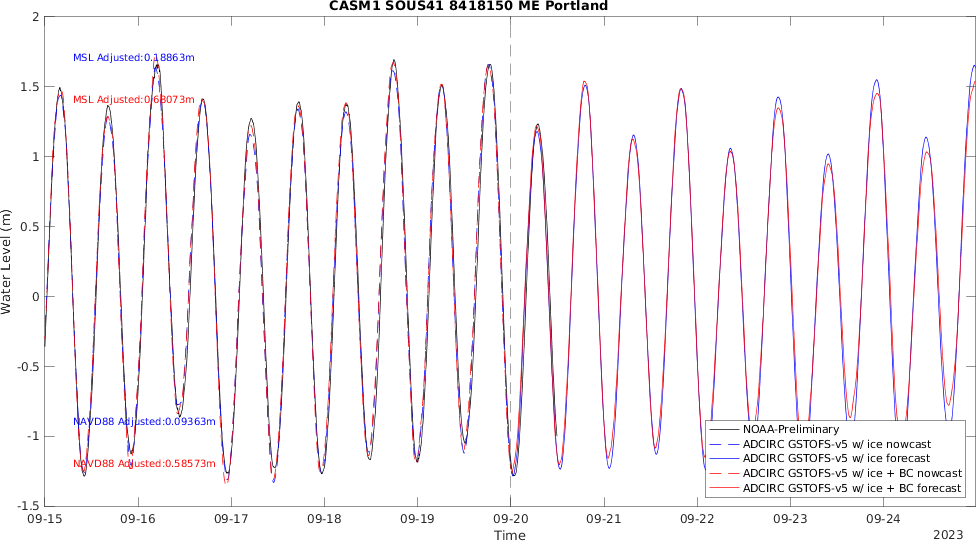 CASM1 SOUS41 8418150 ME Portland
Water Level (m)
2
1.5
1
0.5
0
-0.5
-1
-1.5
MSL Adjusted:0.18863m
MSL Adjusted:0.68073m
NAVD88 Adjusted:0.09363m
NAVD88 Adjusted:0.58573m
NOAA-Preliminary
ADCIRC GSTOFS-v5 w/ ice nowcast
ADCIRC GSTOFS-v5 w/ ice forecast
ADCIRC GSTOFS-v5 w/ ice + BC nowcast
ADCIRC GSTOFS-v5 w/ ice + BC forecast
09-15 09-16 09-17 09-18 09-19 09-20 09-21 09-22 09-23 09-24
Time
2023